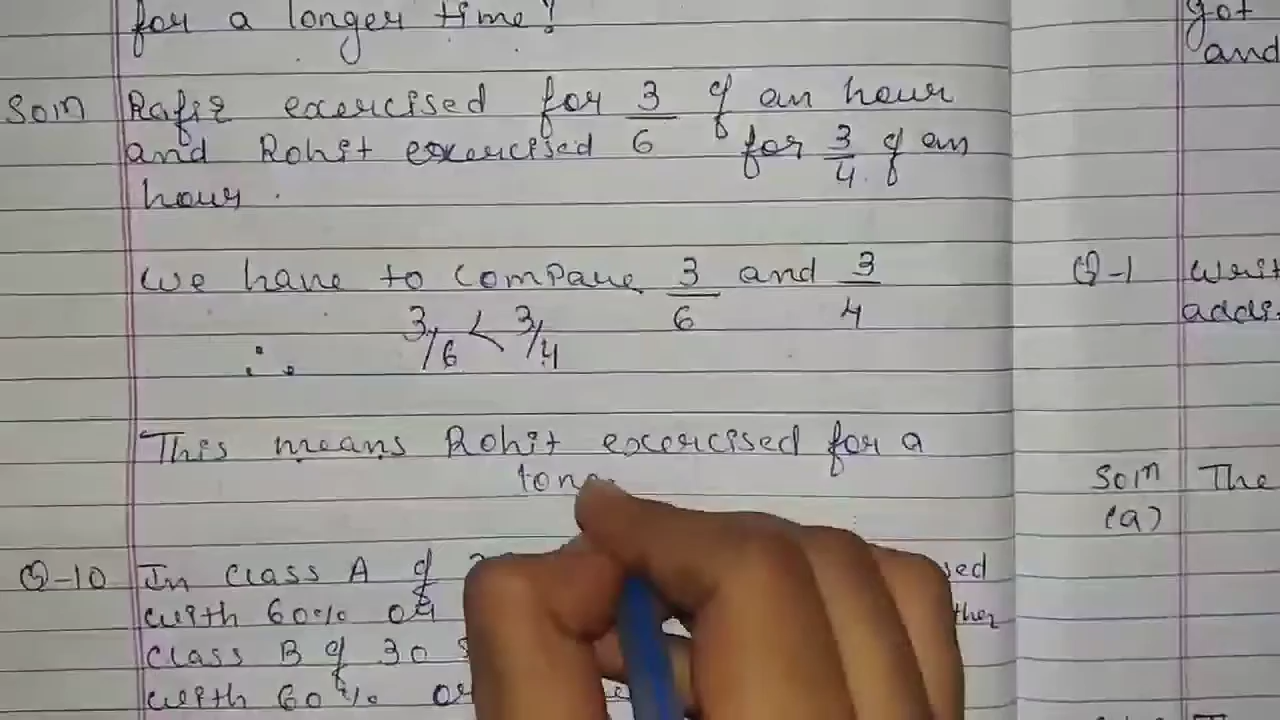 for a longer time?
Soln Rafiz exercised for 3/6 of an hour
and Rohit exercised for 3/4 of an
hour.
We have to compare 3/6 and 3/4
∴ 3/6 < 3/4
This means Rohit exercised for a
Q-10 In Class A of
with 60% or
Class B of 30
with 60% or
got
and
Q-1
Soln The
(a)